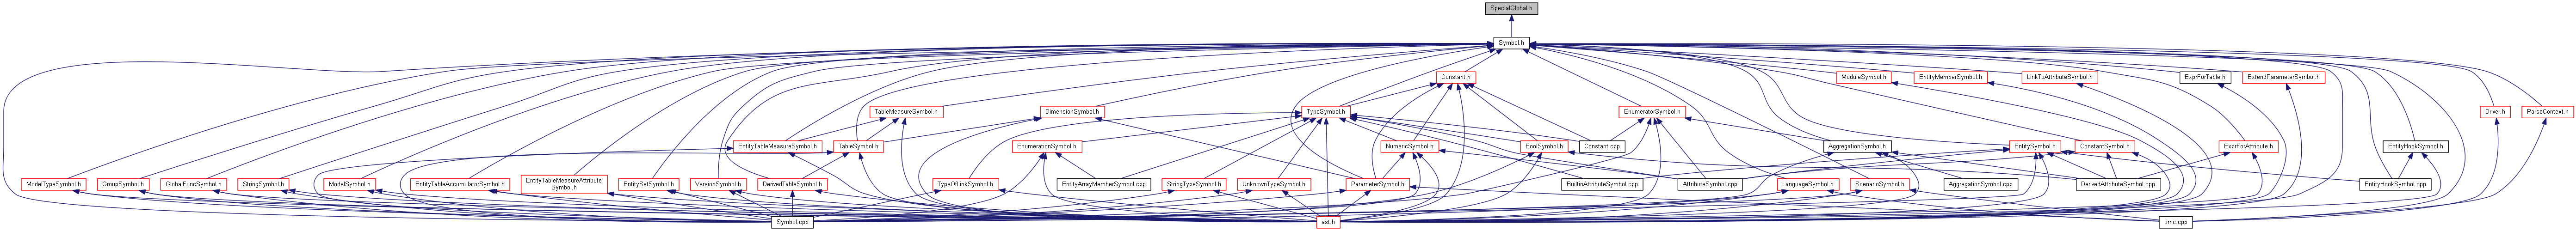 SpecialGlobal.h
Symbol.h
Constant.h
ModuleSymbol.h
EntityMemberSymbol.h
LinkToAttributeSymbol.h
ExprForTable.h
ExtendParameterSymbol.h
TableMeasureSymbol.h
DimensionSymbol.h
TypeSymbol.h
EnumeratorSymbol.h
Driver.h
ParseContext.h
EntityTableMeasureSymbol.h
TableSymbol.h
EnumerationSymbol.h
NumericSymbol.h
BoolSymbol.h
Constant.cpp
AggregationSymbol.h
EntitySymbol.h
ConstantSymbol.h
ExprForAttribute.h
EntityHookSymbol.h
ModelTypeSymbol.h
GroupSymbol.h
GlobalFuncSymbol.h
StringSymbol.h
ModelSymbol.h
EntityTableAccumulatorSymbol.h
EntityTableMeasureAttribute
Symbol.h
EntitySetSymbol.h
VersionSymbol.h
DerivedTableSymbol.h
TypeOfLinkSymbol.h
EntityArrayMemberSymbol.cpp
StringTypeSymbol.h
UnknownTypeSymbol.h
ParameterSymbol.h
BuiltinAttributeSymbol.cpp
AttributeSymbol.cpp
LanguageSymbol.h
ScenarioSymbol.h
AggregationSymbol.cpp
DerivedAttributeSymbol.cpp
EntityHookSymbol.cpp
Symbol.cpp
ast.h
omc.cpp